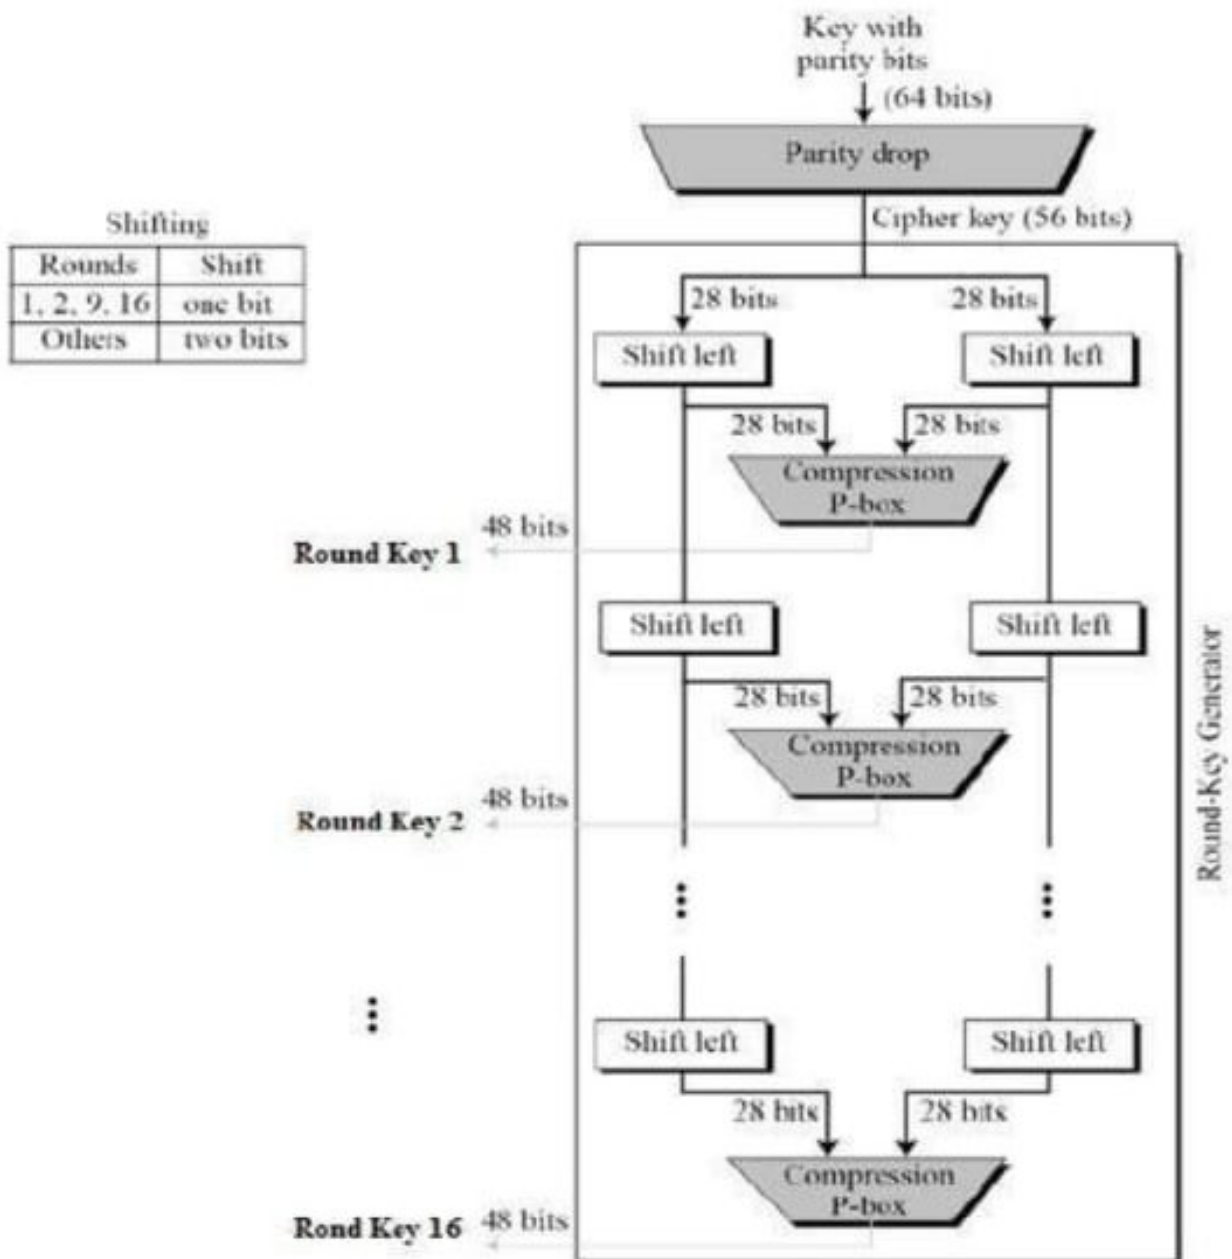 Key with
parity bits
(64 bits)
Parity drop
Cipher key (56 bits)
Shifting
Rounds Shift
1, 2, 9, 16 one bit
Others two bits
28 bits 28 bits
Shift left Shift left
28 bits 28 bits
Compression
P-box
48 bits
Round Key 1
Shift left Shift left
28 bits 28 bits
Compression
P-box
48 bits
Round Key 2
Round-Key Generator
Shift left Shift left
28 bits 28 bits
Compression
P-box
Rond Key 16 48 bits